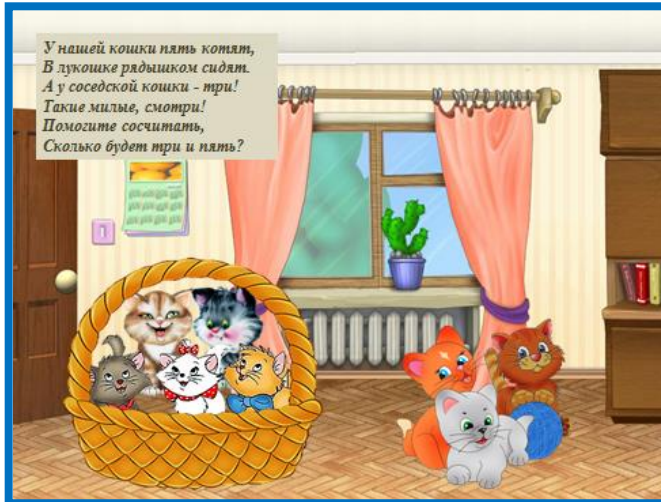 У нашей кошки пять котят,
В лукошке рядышком сидят.
А у соседской кошки - три!
Такие милые, смотри!
Помогите сосчитать,
Сколько будет три и пять?